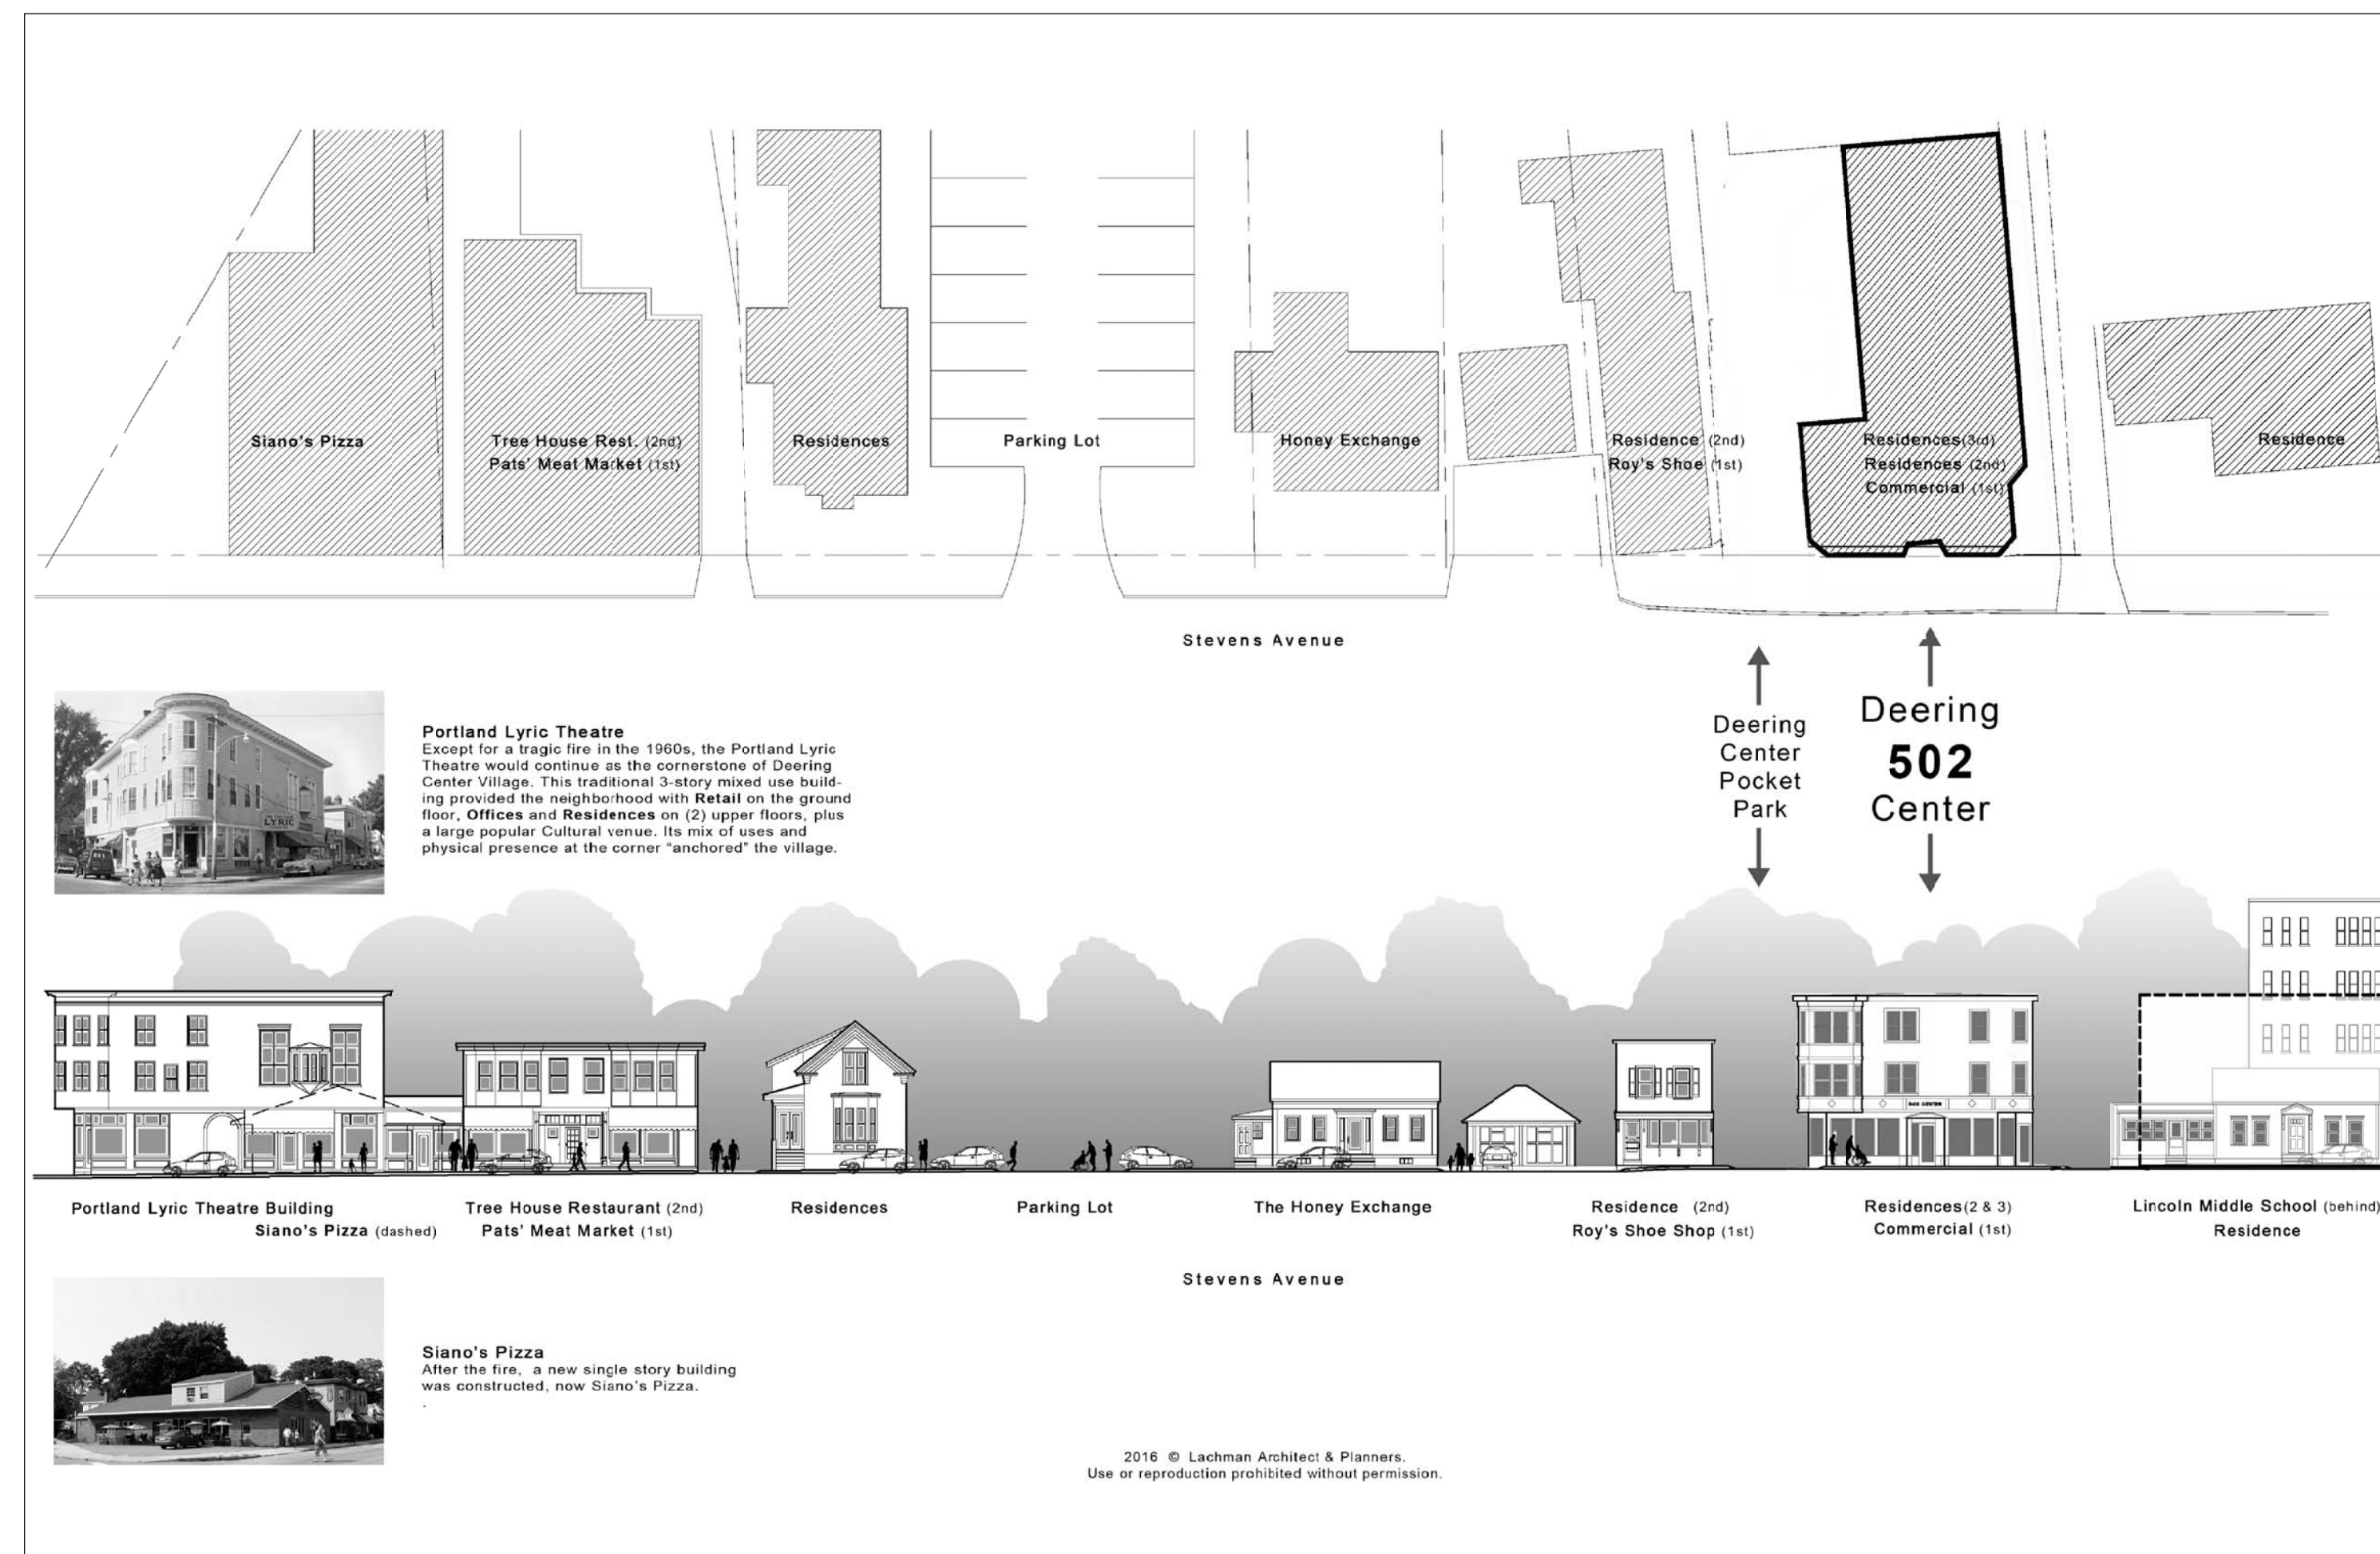 Siano's Pizza
Tree House Rest. (2nd)
Pats' Meat Market (1st)
Residences
Parking Lot
Honey Exchange
Residence (2nd)
Roy's Shoe (1st)
Residences(3rd)
Residences (2nd)
Commercial (1st)
Residence
Stevens Avenue
Deering
Center
Pocket
Park
Deering
502
Center
LYRIC
Portland Lyric Theatre
Except for a tragic fire in the 1960s, the Portland Lyric
Theatre would continue as the cornerstone of Deering
Center Village. This traditional 3-story mixed use build-
ing provided the neighborhood with Retail on the ground
floor, Offices and Residences on (2) upper floors, plus
a large popular Cultural venue. Its mix of uses and
physical presence at the corner "anchored" the village.
Portland Lyric Theatre Building
Siano's Pizza (dashed)
Tree House Restaurant (2nd)
Pats' Meat Market (1st)
Residences
Parking Lot
The Honey Exchange
Residence (2nd)
Roy's Shoe Shop (1st)
Residences(2 & 3)
Commercial (1st)
Lincoln Middle School (behind)
Residence
Stevens Avenue
Siano's Pizza
After the fire, a new single story building
was constructed, now Siano's Pizza.
.
2016 © Lachman Architect & Planners.
Use or reproduction prohibited without permission.